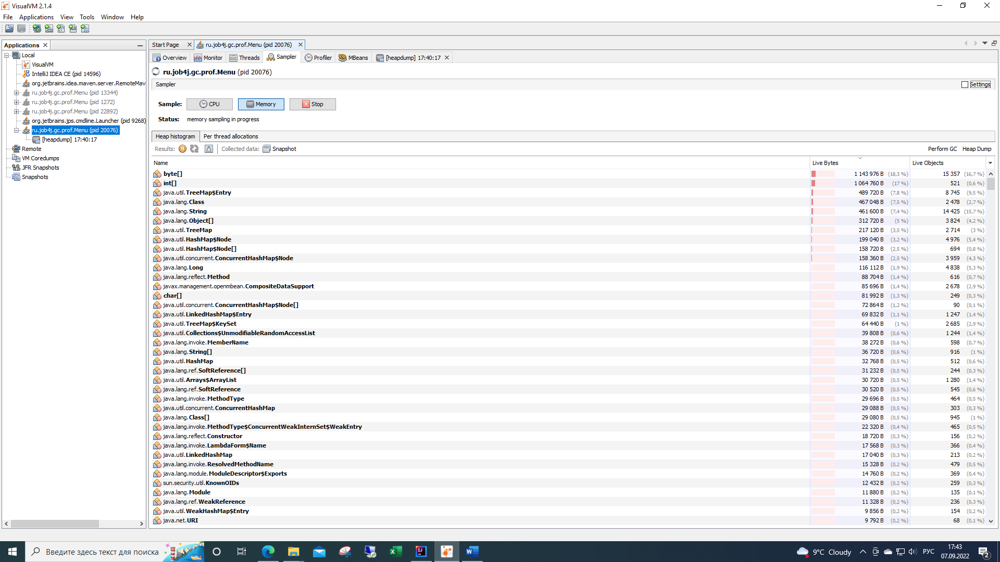 VisualVM 2.1.4
File Applications View Tools Window Help
Applications
Local
VisualVM
IntelliJ IDEA CE (pid 14596)
org.jetbrains.idea.maven.server.RemoteMav
ru.job4j.gc.prof.Menu (pid 13344)
ru.job4j.gc.prof.Menu (pid 1272)
ru.job4j.gc.prof.Menu (pid 22892)
org.jetbrains.jps.cmdline.Launcher (pid 9268)
ru.job4j.gc.prof.Menu (pid 20076)
[heapdump] 17:40:17
Remote
VM Coredumps
JFR Snapshots
Snapshots
Start Page ru.job4j.gc.prof.Menu (pid 20076)
Overview Monitor Threads Sampler Profiler MBeans [heapdump] 17:40:17
ru.job4j.gc.prof.Menu (pid 20076)
Sampler Settings
Sample: CPU Memory Stop
Status: memory sampling in progress
Heap histogram Per thread allocations
Results: Collected data: Snapshot Perform GC Heap Dump
Name Live Bytes Live Objects
byte[] 1 143 976 B (18,3 %) 15 357 (16,7 %)
int[] 1 064 760 B (17 %) 521 (0,6 %)
java.util.TreeMap$Entry 489 720 B (7,8 %) 8 745 (9,5 %)
java.lang.Class 467 048 B (7,5 %) 2 478 (2,7 %)
java.lang.String 461 600 B (7,4 %) 14 425 (15,7 %)
java.lang.Object[] 312 720 B (5 %) 3 824 (4,2 %)
java.util.TreeMap 217 120 B (3,5 %) 2 714 (3 %)
java.util.HashMap$Node 199 040 B (3,2 %) 4 976 (5,4 %)
java.util.HashMap$Node[] 158 720 B (2,5 %) 694 (0,8 %)
java.util.concurrent.ConcurrentHashMap$Node 158 360 B (2,5 %) 3 959 (4,3 %)
java.lang.Long 116 112 B (1,9 %) 4 838 (5,3 %)
java.lang.reflect.Method 88 704 B (1,4 %) 616 (0,7 %)
javax.management.openmbean.CompositeDataSupport 85 696 B (1,4 %) 2 678 (2,9 %)
char[] 81 992 B (1,3 %) 249 (0,3 %)
java.util.concurrent.ConcurrentHashMap$Node[] 72 864 B (1,2 %) 90 (0,1 %)
java.util.LinkedHashMap$Entry 69 832 B (1,1 %) 1 247 (1,4 %)
java.util.TreeMap$KeySet 64 440 B (1 %) 2 685 (2,9 %)
java.util.Collections$UnmodifiableRandomAccessList 39 808 B (0,6 %) 1 244 (1,4 %)
java.lang.invoke.MemberName 38 272 B (0,6 %) 598 (0,7 %)
java.lang.String[] 36 720 B (0,6 %) 916 (1 %)
java.util.HashMap 32 768 B (0,5 %) 512 (0,6 %)
java.lang.ref.SoftReference[] 31 232 B (0,5 %) 244 (0,3 %)
java.util.Arrays$ArrayList 30 720 B (0,5 %) 1 280 (1,4 %)
java.lang.ref.SoftReference 30 520 B (0,5 %) 545 (0,6 %)
java.lang.invoke.MethodType 29 696 B (0,5 %) 464 (0,5 %)
java.util.concurrent.ConcurrentHashMap 29 088 B (0,5 %) 303 (0,3 %)
java.lang.Class[] 29 080 B (0,5 %) 945 (1 %)
java.lang.invoke.MethodType$ConcurrentWeakInternSet$WeakEntry 22 320 B (0,4 %) 465 (0,5 %)
java.lang.reflect.Constructor 18 720 B (0,3 %) 156 (0,2 %)
java.lang.invoke.LambdaForm$Name 17 568 B (0,3 %) 366 (0,4 %)
java.util.LinkedHashMap 17 040 B (0,3 %) 213 (0,2 %)
java.lang.invoke.ResolvedMethodName 15 328 B (0,2 %) 479 (0,5 %)
java.lang.module.ModuleDescriptor$Exports 14 760 B (0,2 %) 369 (0,4 %)
sun.security.util.KnownOIDs 12 432 B (0,2 %) 259 (0,3 %)
java.lang.Module 11 880 B (0,2 %) 135 (0,1 %)
java.lang.ref.WeakReference 11 328 B (0,2 %) 236 (0,3 %)
java.util.WeakHashMap$Entry 9 856 B (0,2 %) 154 (0,2 %)
java.net.URI 9 792 B (0,2 %) 68 (0,1 %)
Введите здесь текст для поиска
9°C Cloudy
РУС
17:43
07.09.2022
2